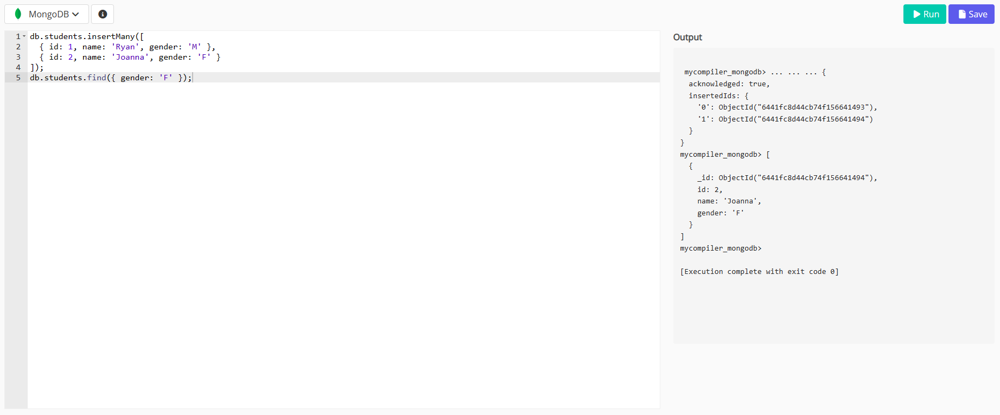 MongoDB
Run
Save
1 db.students.insertMany([
2   { id: 1, name: 'Ryan', gender: 'M' },
3   { id: 2, name: 'Joanna', gender: 'F' }
4 ]);
5 db.students.find({ gender: 'F' });
Output
mycompiler_mongodb> ... ... ... {
  acknowledged: true,
  insertedIds: {
    '0': ObjectId("6441fc8d44cb74f156641493"),
    '1': ObjectId("6441fc8d44cb74f156641494")
  }
}
mycompiler_mongodb> [
  {
    _id: ObjectId("6441fc8d44cb74f156641494"),
    id: 2,
    name: 'Joanna',
    gender: 'F'
  }
]
mycompiler_mongodb>
[Execution complete with exit code 0]